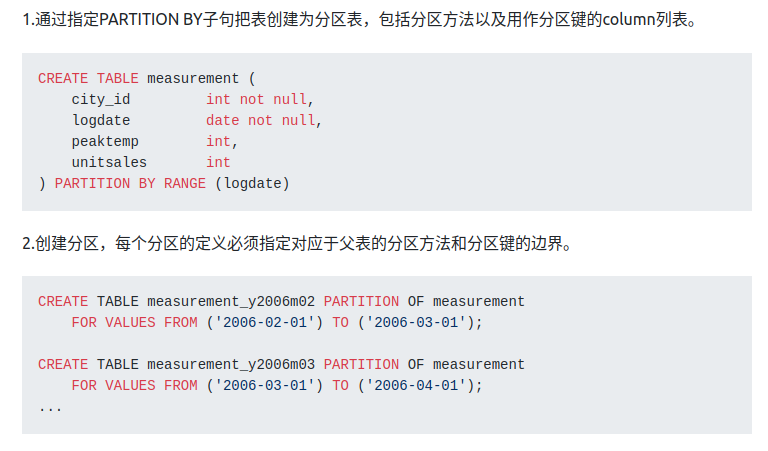 1.通过指定PARTITION BY子句把表创建为分区表，包括分区方法以及用作分区键的column列表。
CREATE TABLE measurement (
    city_id         int not null,
    logdate         date not null,
    peaktemp        int,
    unitsales       int
) PARTITION BY RANGE (logdate)
2.创建分区，每个分区的定义必须指定对应于父表的分区方法和分区键的边界。
CREATE TABLE measurement_y2006m02 PARTITION OF measurement
    FOR VALUES FROM ('2006-02-01') TO ('2006-03-01');
CREATE TABLE measurement_y2006m03 PARTITION OF measurement
    FOR VALUES FROM ('2006-03-01') TO ('2006-04-01');
...